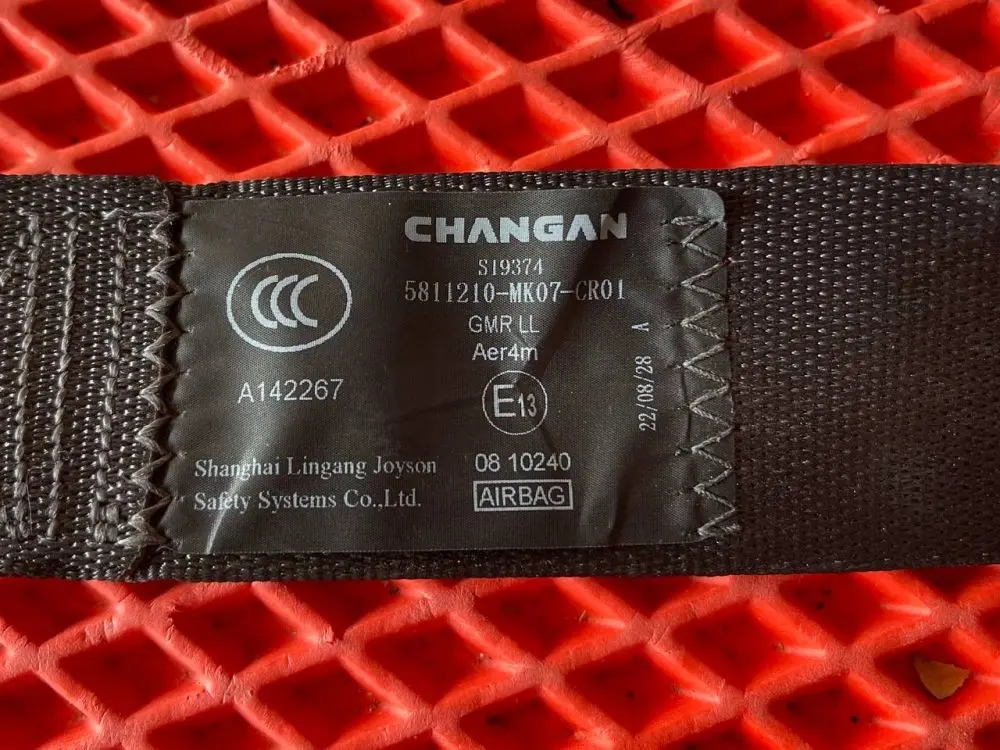 CHANGAN
S19374
5811210-MK07-CR01
GMR LL
Aer4m
CCC
A142267
E13
22/08/28 A
Shanghai Lingang Joyson
Safety Systems Co.,Ltd.
08 10240
AIRBAG